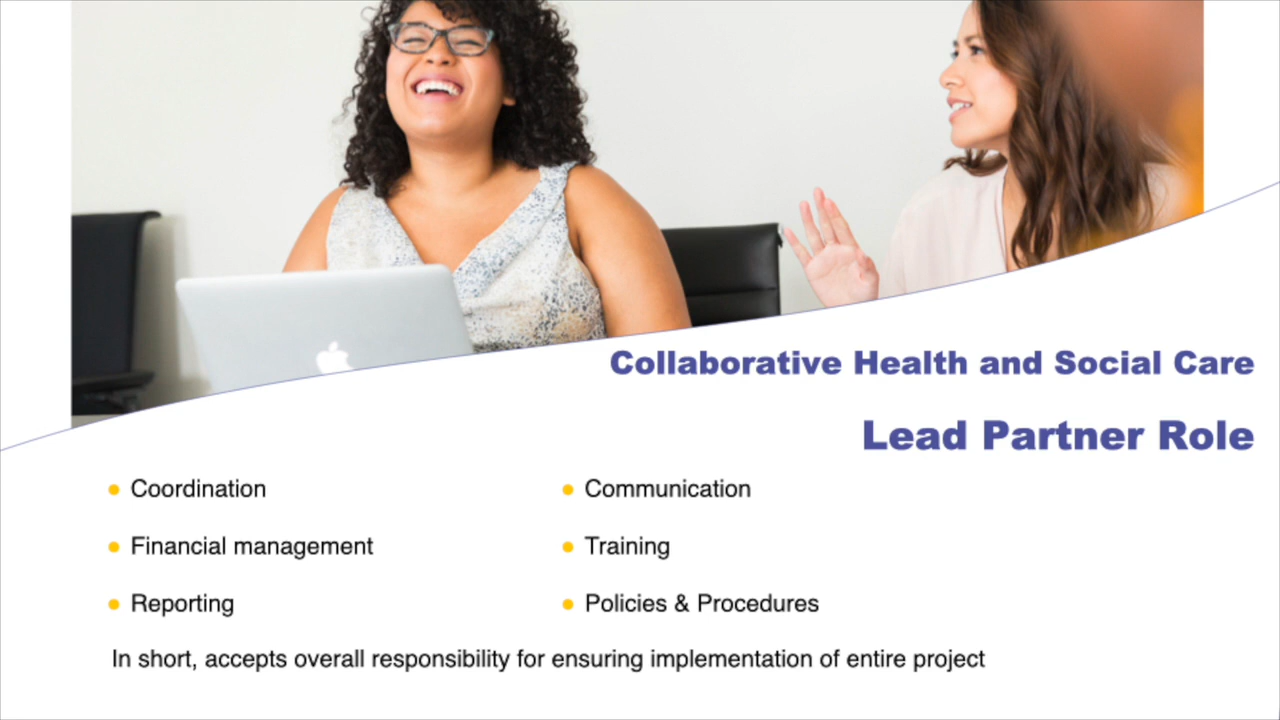 Collaborative Health and Social Care
Lead Partner Role
Coordination
Financial management
Reporting
Communication
Training
Policies & Procedures
In short, accepts overall responsibility for ensuring implementation of entire project